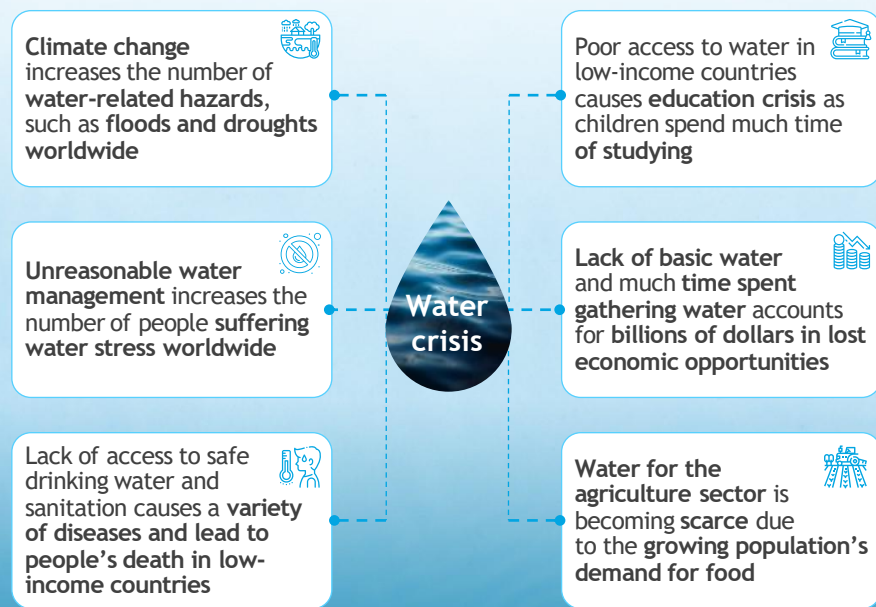 Climate change
increases the number of
water-related hazards,
such as floods and droughts
worldwide
Unreasonable water
management increases the
number of people suffering
water stress worldwide
Lack of access to safe
drinking water and
sanitation causes a variety
of diseases and lead to
people's death in low-
income countries
Water
crisis
Poor access to water in
low-income countries
causes education crisis as
children spend much time
of studying
Lack of basic water
and much time spent
gathering water accounts
for billions of dollars in lost
economic opportunities
Water for the
agriculture sector is
becoming scarce due
to the growing population's
demand for food